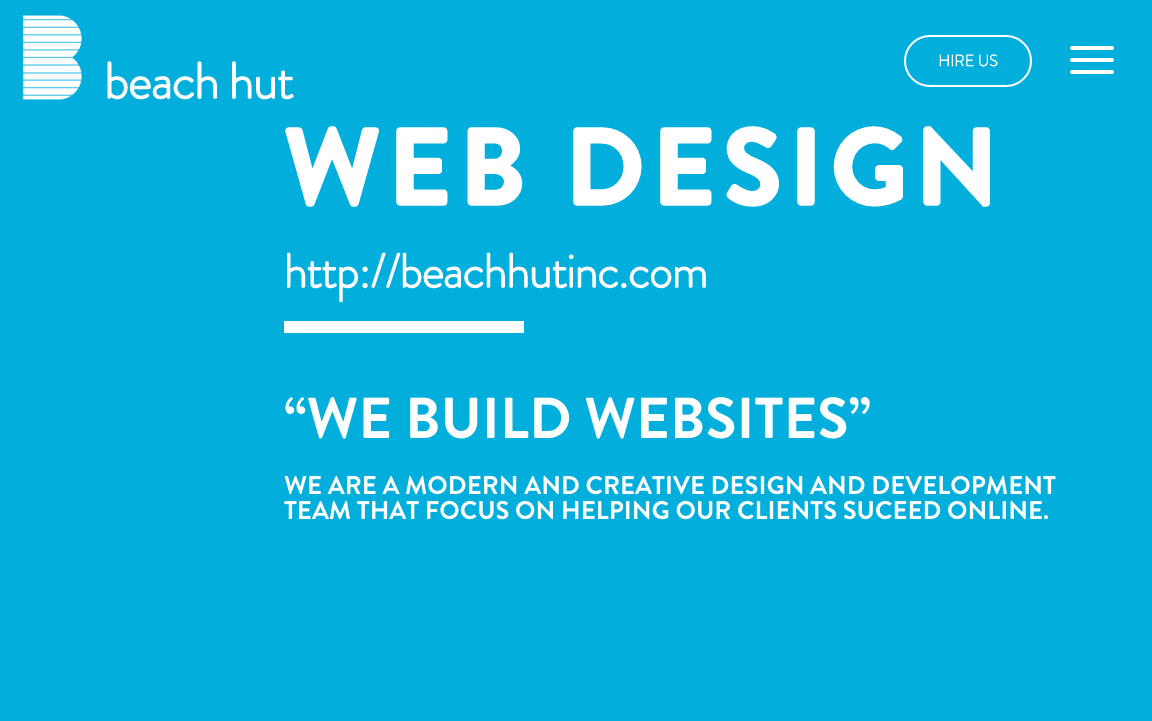 beach hut
HIRE US
WEB DESIGN
http://beachhutinc.com
“WE BUILD WEBSITES”
WE ARE A MODERN AND CREATIVE DESIGN AND DEVELOPMENT
TEAM THAT FOCUS ON HELPING OUR CLIENTS SUCEED ONLINE.